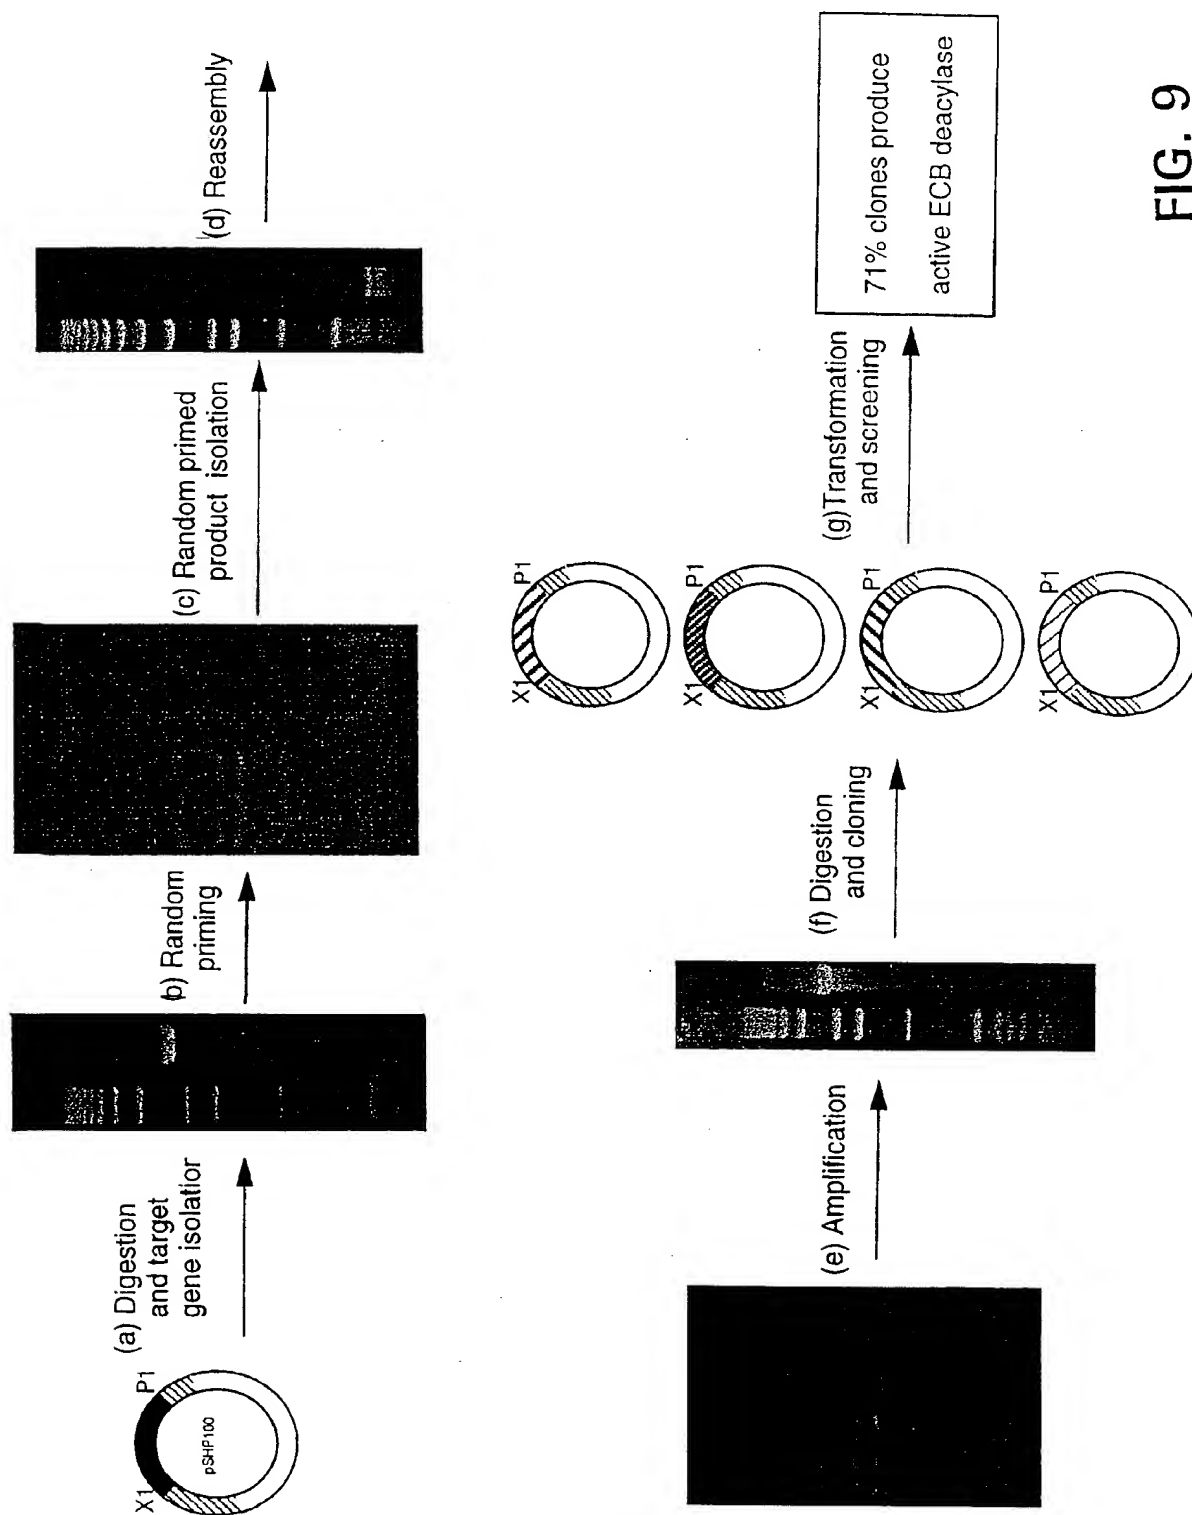 X1
P1
pSHP100
(a) Digestion
and target
gene isolatior
(b) Random
priming
(c) Random primed
product isolation
(d) Reassembly
(e) Amplification
(f) Digestion
and cloning
X1
P1
X1
P1
X1
P1
X1
P1
(g)Transformation
and screening
71% clones produce
active ECB deacylase
FIG. 9